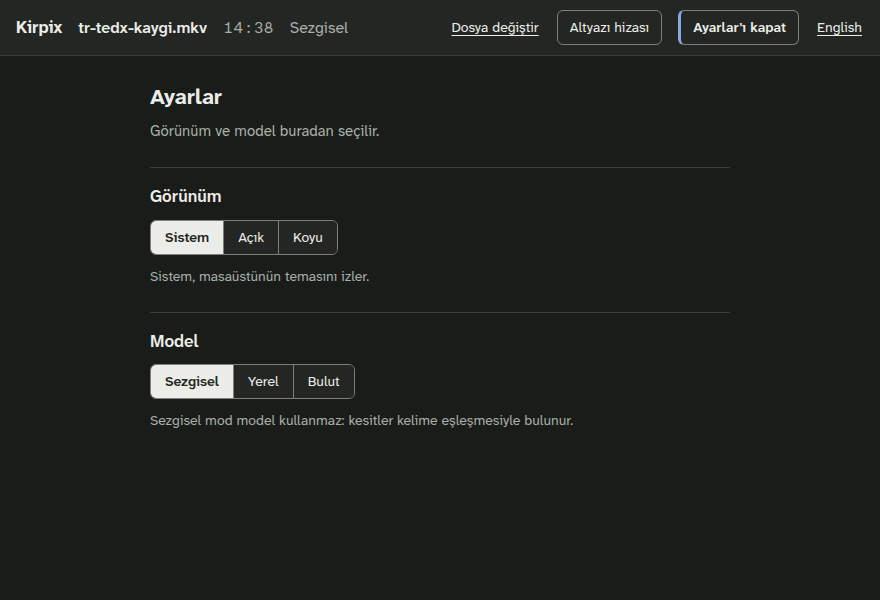 Kirpix tr-tedx-kaygi.mkv 14:38 Sezgisel Dosya değiştir Altyazı hizası Ayarlar'ı kapat English
Ayarlar
Görünüm ve model buradan seçilir.
Görünüm
Sistem Açık Koyu
Sistem, masaüstünün temasını izler.
Model
Sezgisel Yerel Bulut
Sezgisel mod model kullanmaz: kesitler kelime eşleşmesiyle bulunur.